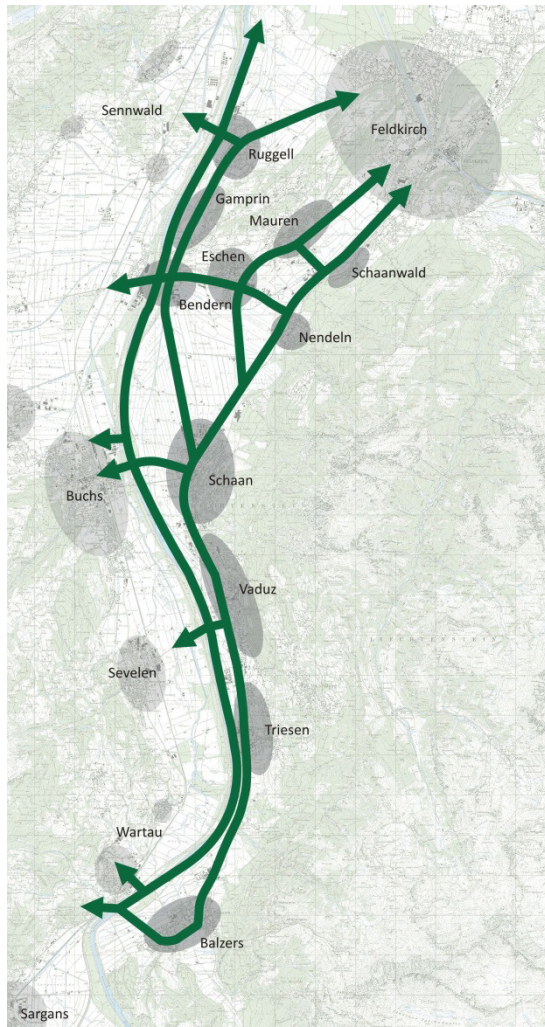 Sennwald
Feldkirch
Ruggell
Gamprin
Mauren
Eschen
Schaanwald
Bendern
Nendeln
Schaan
Buchs
Vaduz
Sevelen
Triesen
Wartau
Balzers
Sargans